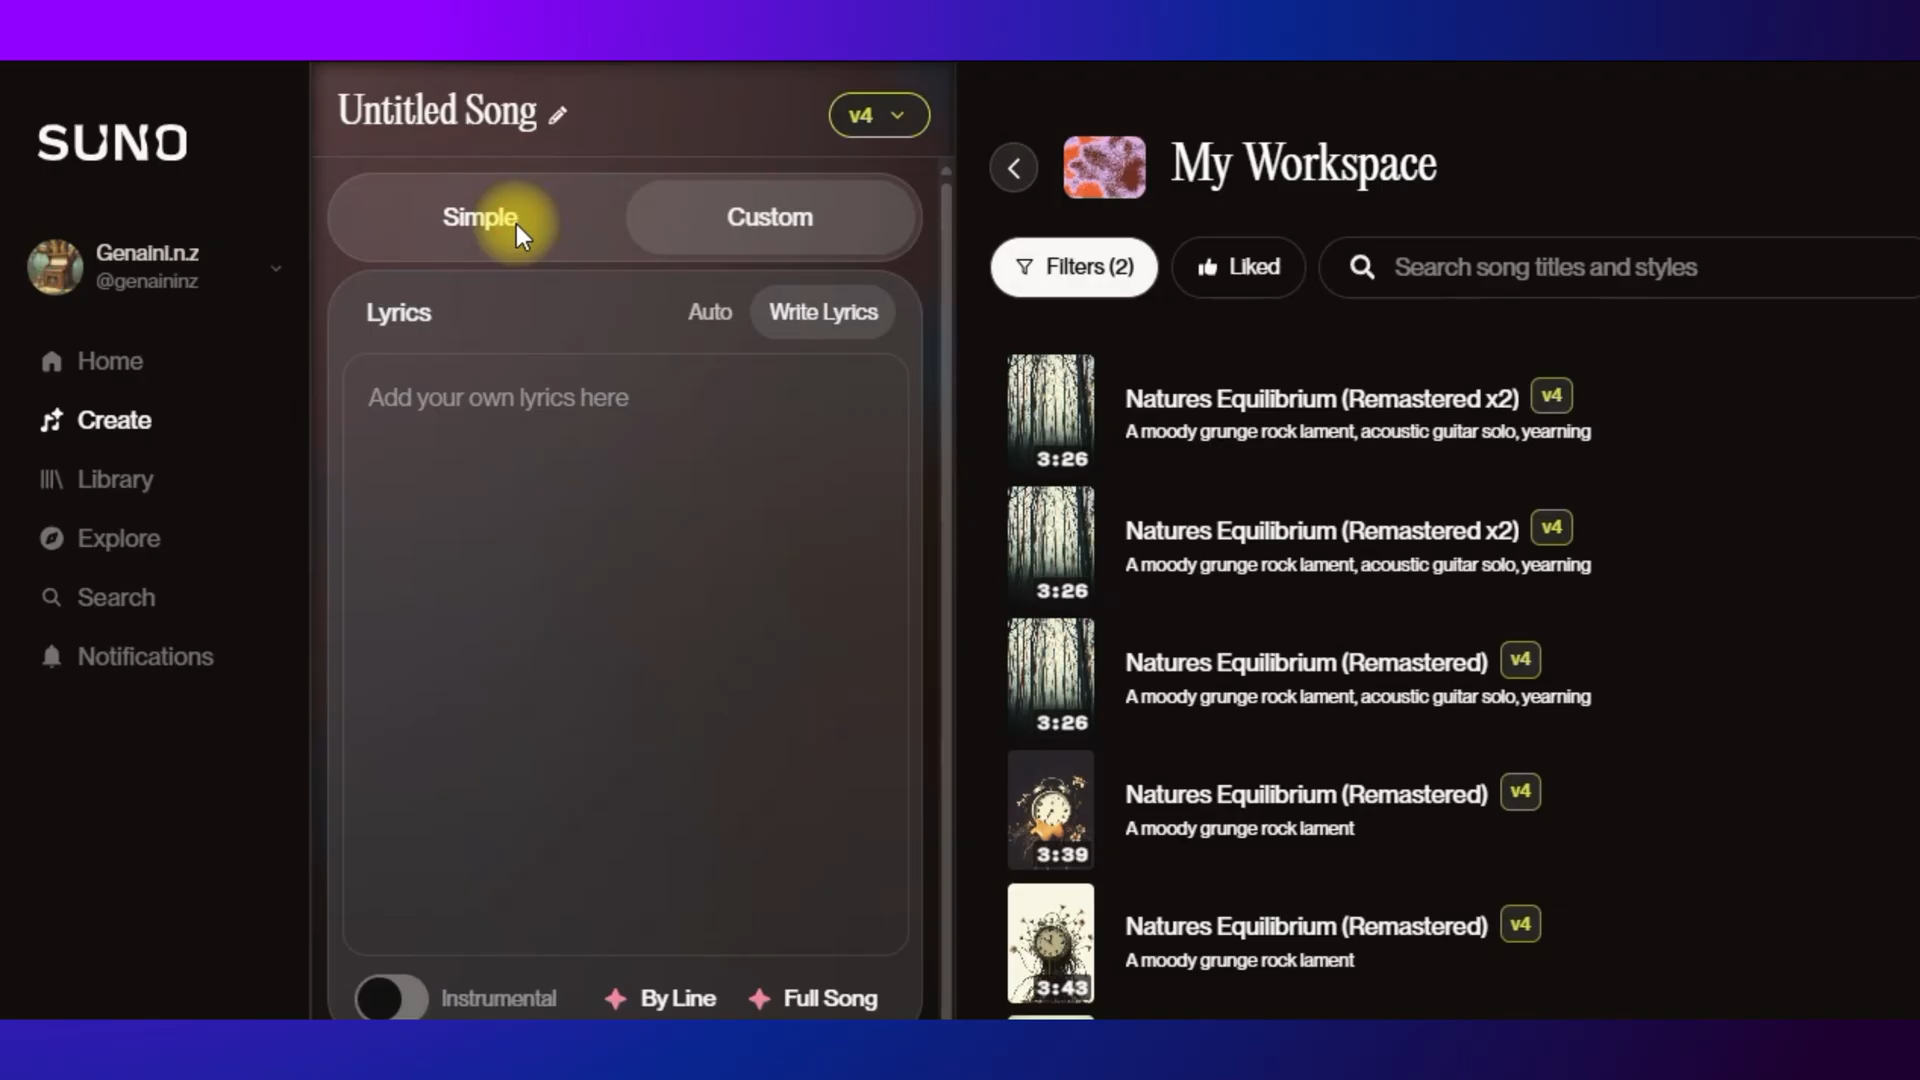 SUNO
Genaini.n.z
@genaininz
Home
Create
Library
Explore
Search
Notifications
Untitled Song
v4
Simple
Custom
Lyrics
Auto
Write Lyrics
Add your own lyrics here
Instrumental
By Line
Full Song
My Workspace
Filters (2)
Liked
Search song titles and styles
3:26
Natures Equilibrium (Remastered x2) v4
A moody grunge rock lament, acoustic guitar solo, yearning
3:26
Natures Equilibrium (Remastered x2) v4
A moody grunge rock lament, acoustic guitar solo, yearning
3:26
Natures Equilibrium (Remastered) v4
A moody grunge rock lament, acoustic guitar solo, yearning
3:39
Natures Equilibrium (Remastered) v4
A moody grunge rock lament
3:43
Natures Equilibrium (Remastered) v4
A moody grunge rock lament